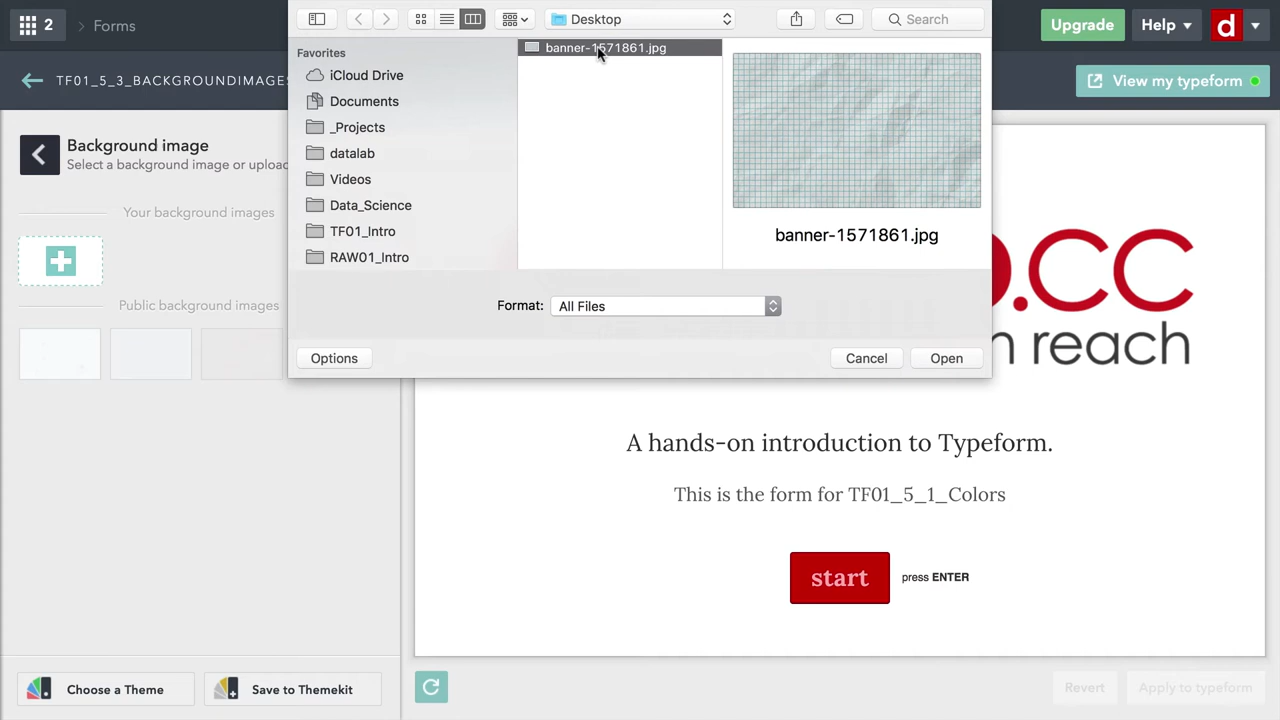 2
Forms
Desktop
Search
Upgrade
Help
d
TF01_5_3_BACKGROUNDIMAGES
View my typeform
Favorites
iCloud Drive
Documents
_Projects
datalab
Videos
Data_Science
TF01_Intro
RAW01_Intro
banner-1571861.jpg
banner-1571861.jpg
Format:
All Files
Options
Cancel
Open
Background image
Select a background image or upload
Your background images
Public background images
.CC
reach
A hands-on introduction to Typeform.
This is the form for TF01_5_1_Colors
start
press ENTER
Choose a Theme
Save to Themekit
Revert
Apply to typeform